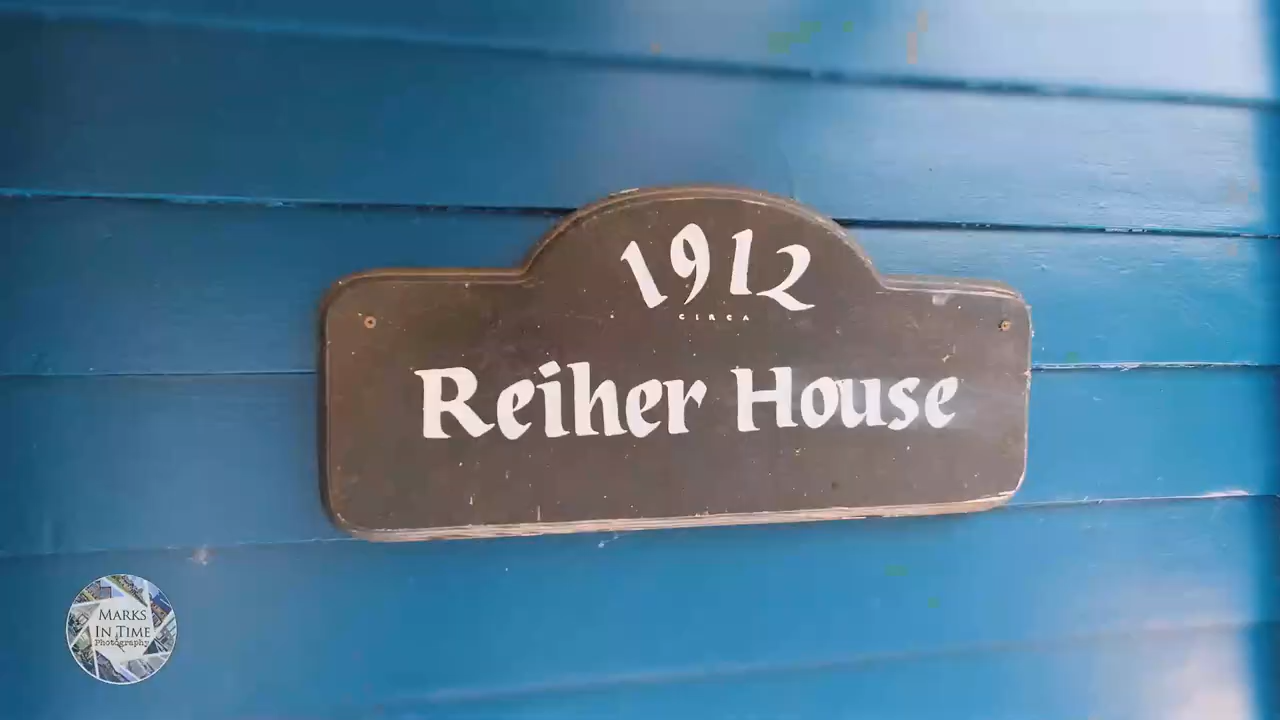 1912
CIRCA
Reiher House
MARKS
IN TIME
Photography